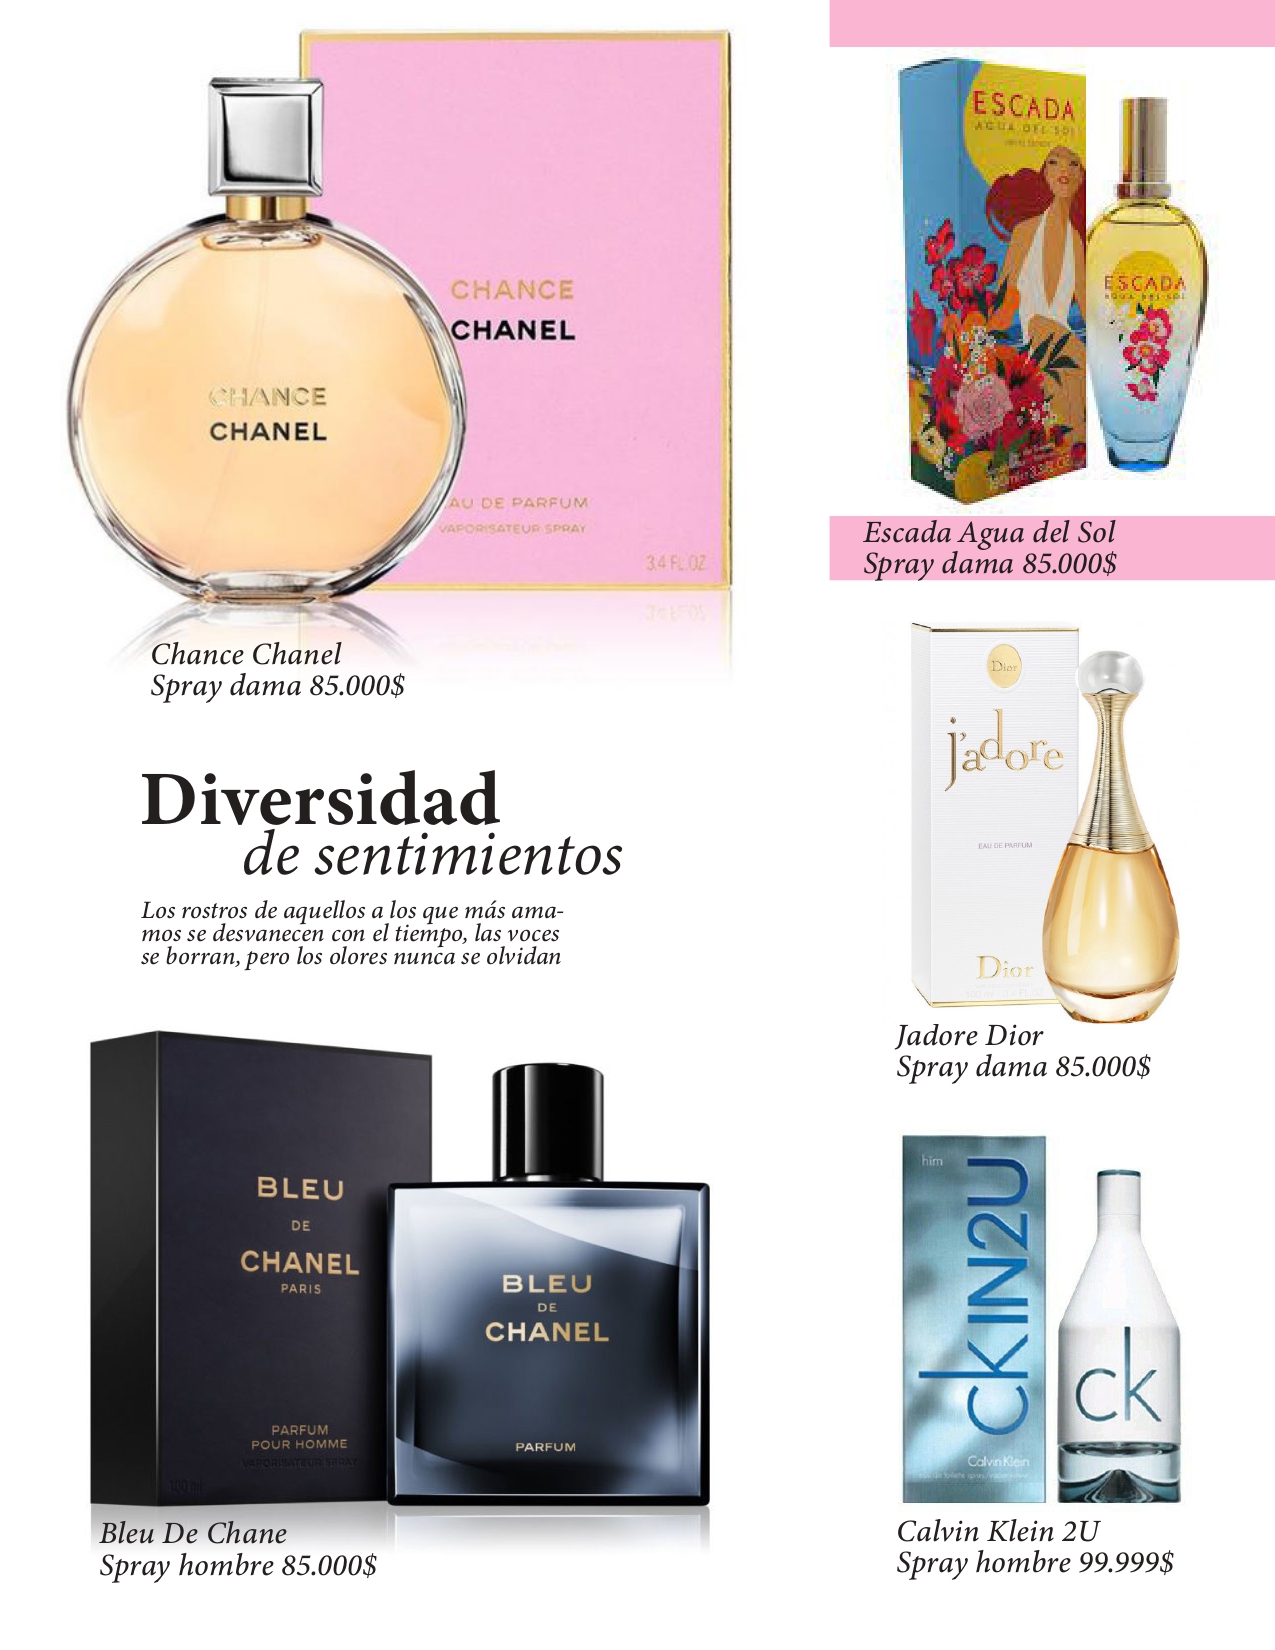 CHANCE
CHANEL
CHANCE
CHANEL
EAU DE PARFUM
VAPORISATEUR SPRAY
3.4 FL.OZ
Chance Chanel
Spray dama 85.000$
ESCADA
AGUA DEL SOL
ESCADA
AGUA DEL SOL
Escada Agua del Sol
Spray dama 85.000$
Diversidad
de sentimientos
Los rostros de aquellos a los que más ama-
mos se desvanecen con el tiempo, las voces
se borran, pero los olores nunca se olvidan
Dior
j'adore
EAU DE PARFUM
Dior
Jadore Dior
Spray dama 85.000$
BLEU
DE
CHANEL
PARIS
PARFUM
POUR HOMME
VAPORISATEUR SPRAY
100 ml
BLEU
DE
CHANEL
PARFUM
Bleu De Chane
Spray hombre 85.000$
him
ckIN2U
Calvin Klein
ck
Calvin Klein 2U
Spray hombre 99.999$